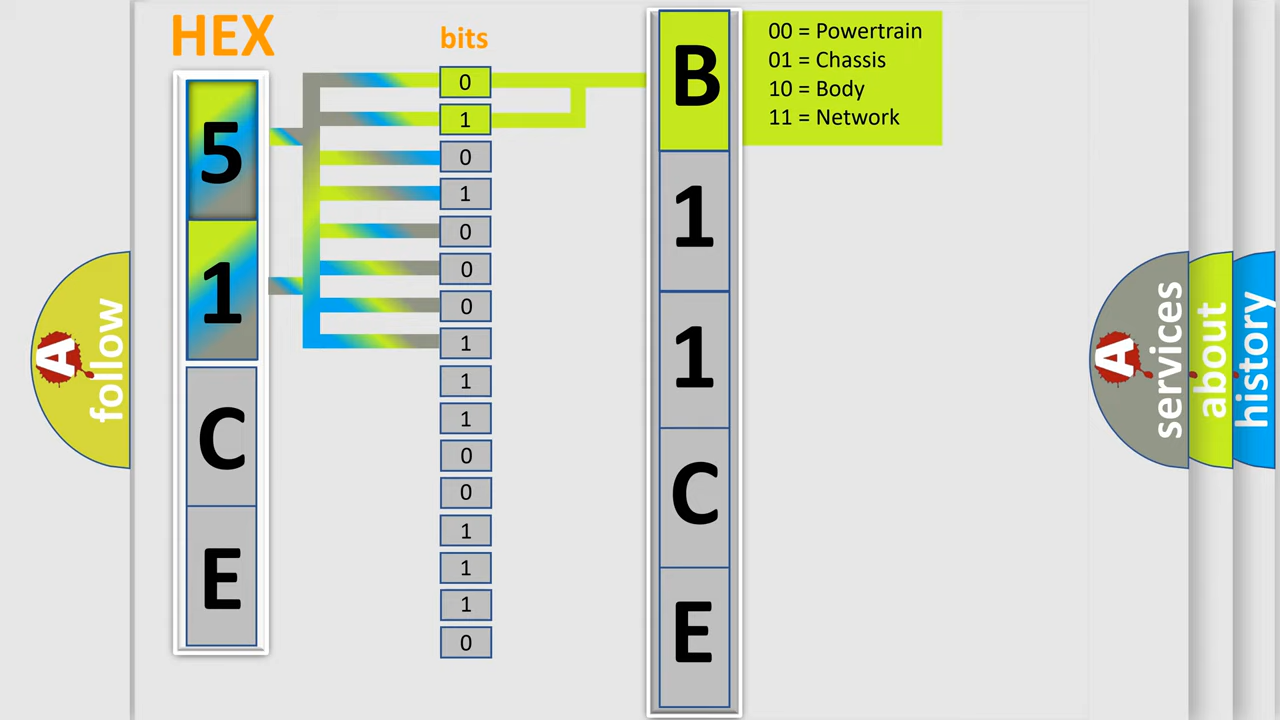 HEX
bits
5
1
C
E
0
1
0
1
0
0
0
1
1
1
0
0
1
1
1
0
B
1
1
C
E
00 = Powertrain
01 = Chassis
10 = Body
11 = Network
A
follow
A
services
about
history